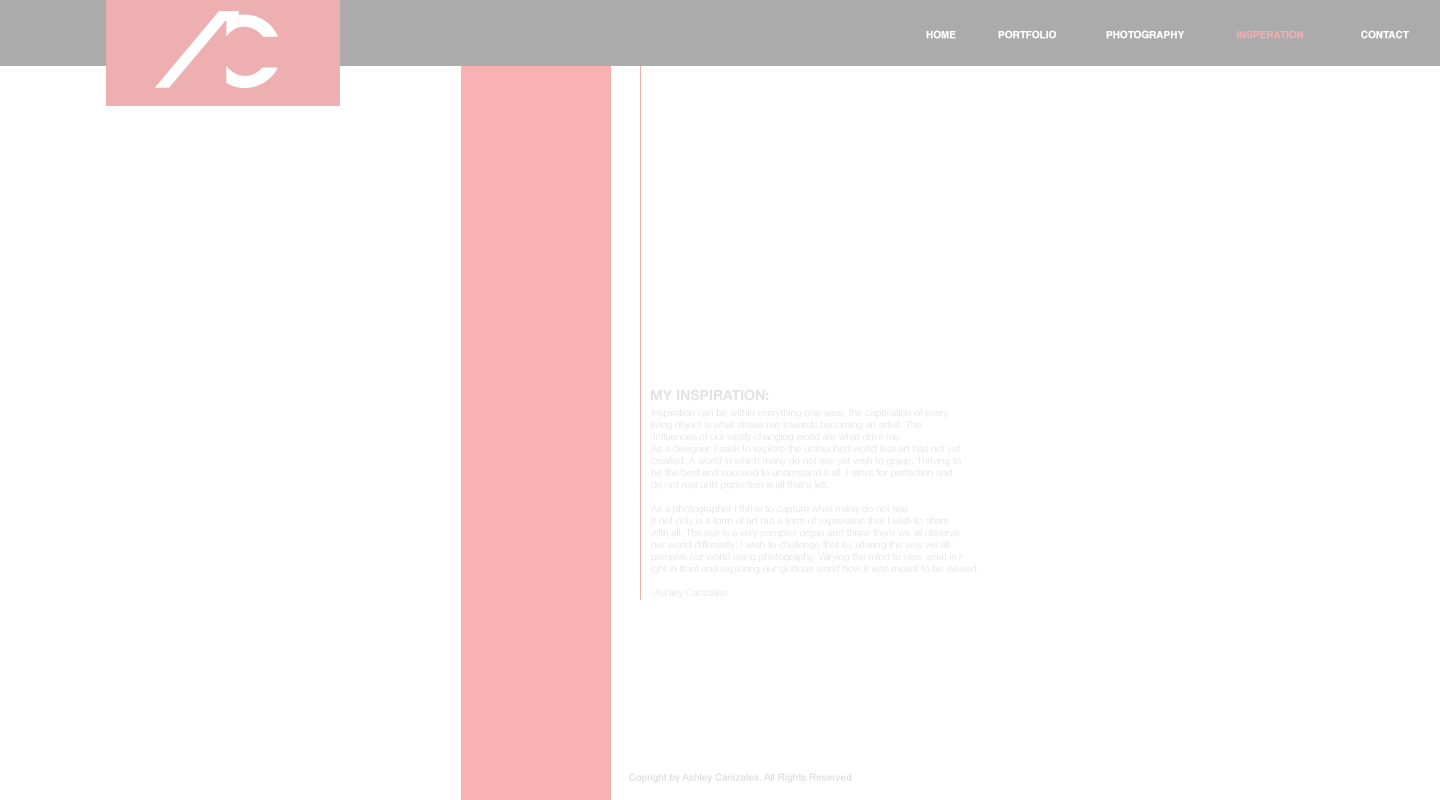 AC
HOME PORTFOLIO PHOTOGRAPHY INSPERATION CONTACT
MY INSPIRATION:
Inspiration can be within everything one sees, the captivation of every
living object is what draws me towards becoming an artist. The
influences of our vastly changing world are what drive me.
As a designer, I seek to explore the untouched world that art has not yet
created. A world in which many do not see yet wish to grasp. Thriving to
be the best and succeed to understand it all. I strive for perfection and
do not rest until perfection is all that's left.
As a photographer I thrive to capture what many do not see.
It not only is a form of art but a form of expression that I wish to share
with all. The eye is a very complex organ and threw them we all observe
our world differently; I wish to challenge that by altering the way we all
perceive our world using photography. Varying the mind to view what is r
ight in front and exploring our glorious world how it was meant to be viewed.
-Ashley Canizales
Copright by Ashley Canizales. All Rights Reserved